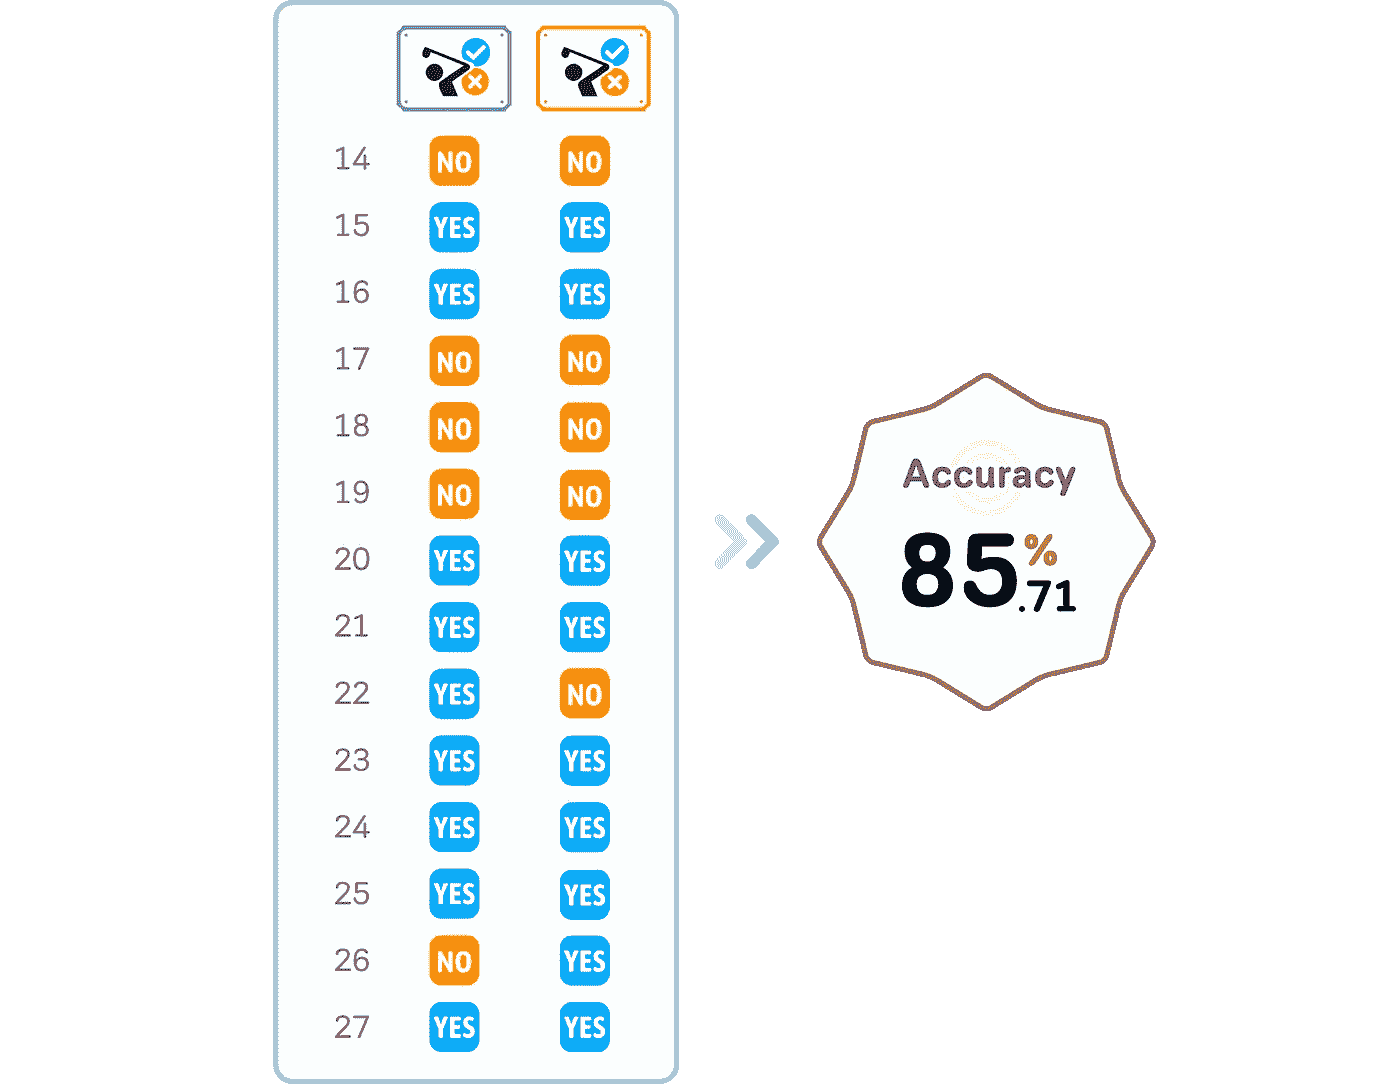 14 NO NO
15 YES YES
16 YES YES
17 NO NO
18 NO NO
19 NO NO
20 YES YES
21 YES YES
22 YES NO
23 YES YES
24 YES YES
25 YES YES
26 NO YES
27 YES YES
Accuracy
85.71%